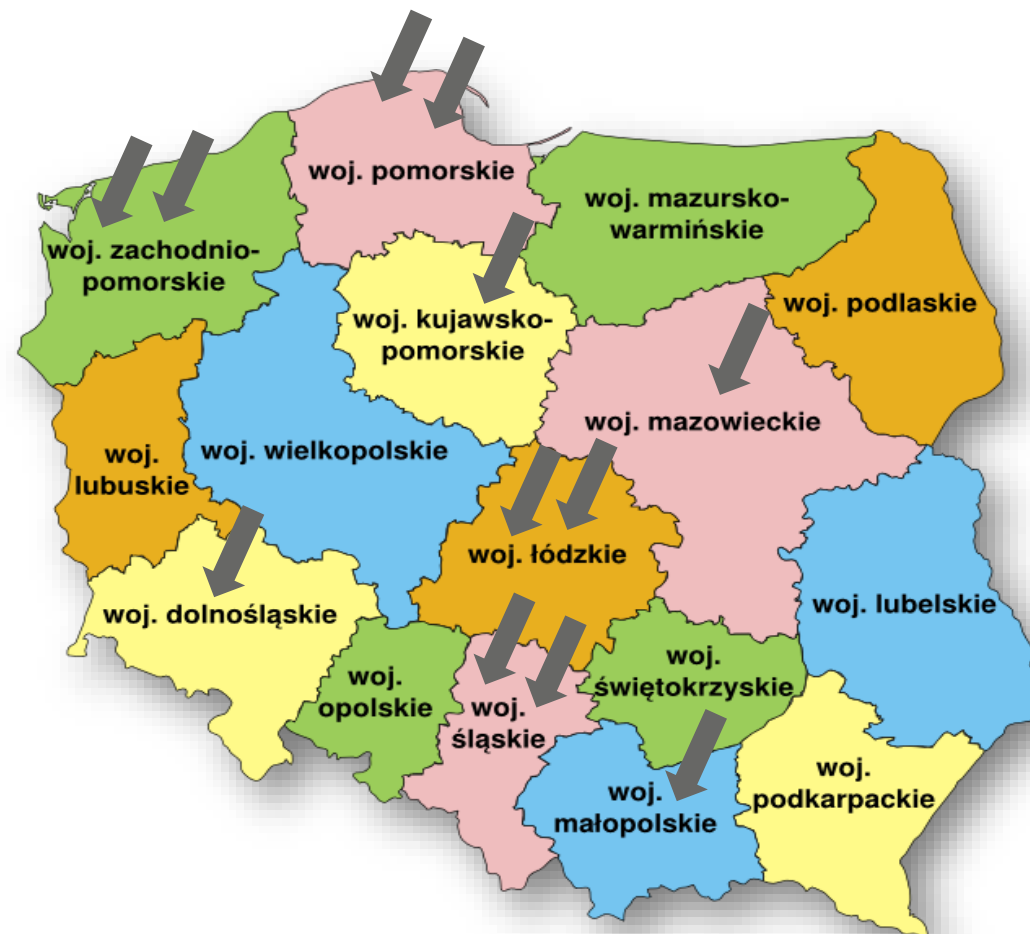 woj. pomorskie
woj. mazursko-
warmińskie
woj. zachodnio-
pomorskie
woj. podlaskie
woj. kujawsko-
pomorskie
woj. mazowieckie
woj. wielkopolskie
woj.
lubuskie
woj. łódzkie
woj. lubelskie
woj. dolnośląskie
woj.
świętokrzyskie
woj.
opolskie
woj.
śląskie
woj.
podkarpackie
woj.
małopolskie